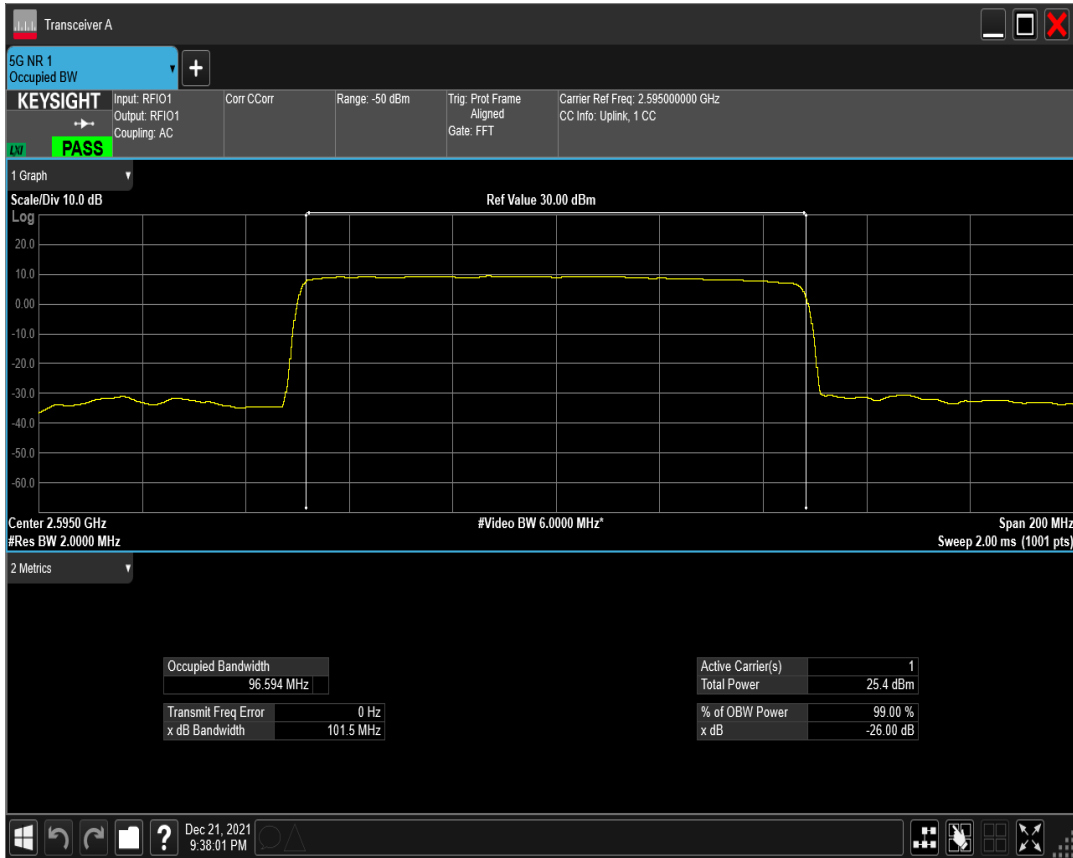 Transceiver A
5G NR 1
Occupied BW
KEYSIGHT
LXI
PASS
Input: RFIO1
Output: RFIO1
Coupling: AC
Corr CCorr
Range: -50 dBm
Trig: Prot Frame
Aligned
Gate: FFT
Carrier Ref Freq: 2.595000000 GHz
CC Info: Uplink, 1 CC
1 Graph
Scale/Div 10.0 dB
Ref Value 30.00 dBm
Log
20.0
10.0
0.00
-10.0
-20.0
-30.0
-40.0
-50.0
-60.0
Center 2.5950 GHz
#Video BW 6.0000 MHz*
Span 200 MHz
#Res BW 2.0000 MHz
Sweep 2.00 ms (1001 pts)
2 Metrics
Occupied Bandwidth
96.594 MHz
Transmit Freq Error 0 Hz
x dB Bandwidth 101.5 MHz
Active Carrier(s) 1
Total Power 25.4 dBm
% of OBW Power 99.00 %
x dB -26.00 dB
?
Dec 21, 2021
9:38:01 PM